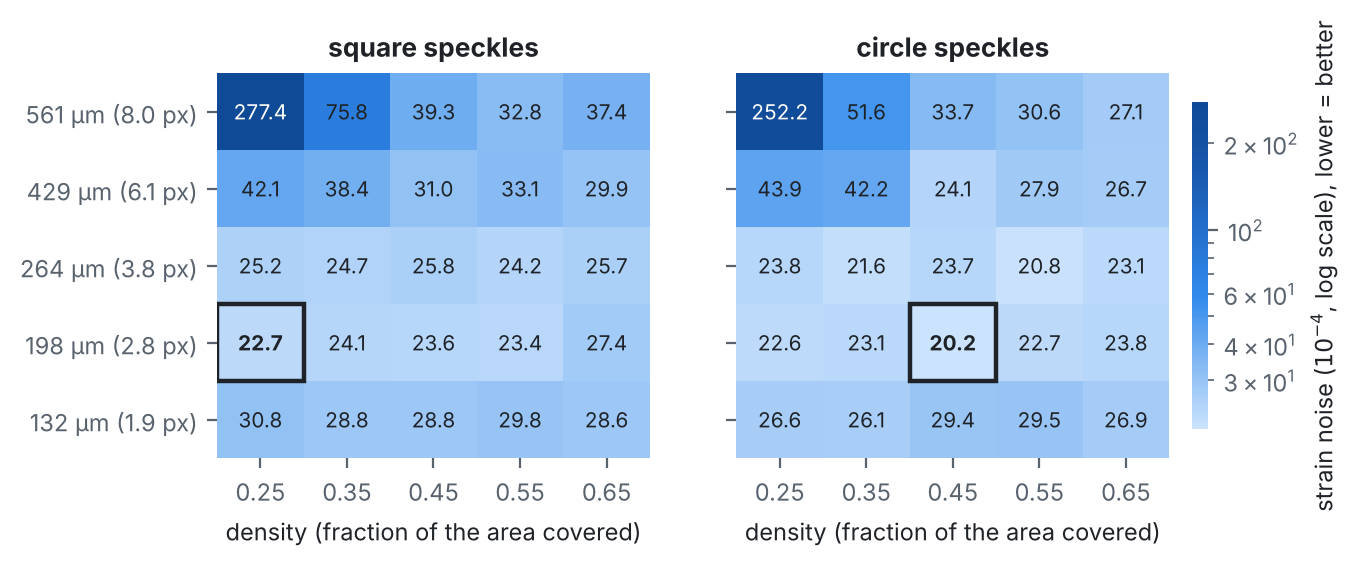 square speckles
circle speckles
561 µm (8.0 px) 277.4 75.8 39.3 32.8 37.4 252.2 51.6 33.7 30.6 27.1
429 µm (6.1 px) 42.1 38.4 31.0 33.1 29.9 43.9 42.2 24.1 27.9 26.7
264 µm (3.8 px) 25.2 24.7 25.8 24.2 25.7 23.8 21.6 23.7 20.8 23.1
198 µm (2.8 px) 22.7 24.1 23.6 23.4 27.4 22.6 23.1 20.2 22.7 23.8
132 µm (1.9 px) 30.8 28.8 28.8 29.8 28.6 26.6 26.1 29.4 29.5 26.9
0.25 0.35 0.45 0.55 0.65 0.25 0.35 0.45 0.55 0.65
density (fraction of the area covered)
density (fraction of the area covered)
2 × 10²
10²
6 × 10¹
4 × 10¹
3 × 10¹
strain noise (10⁻⁴, log scale), lower = better